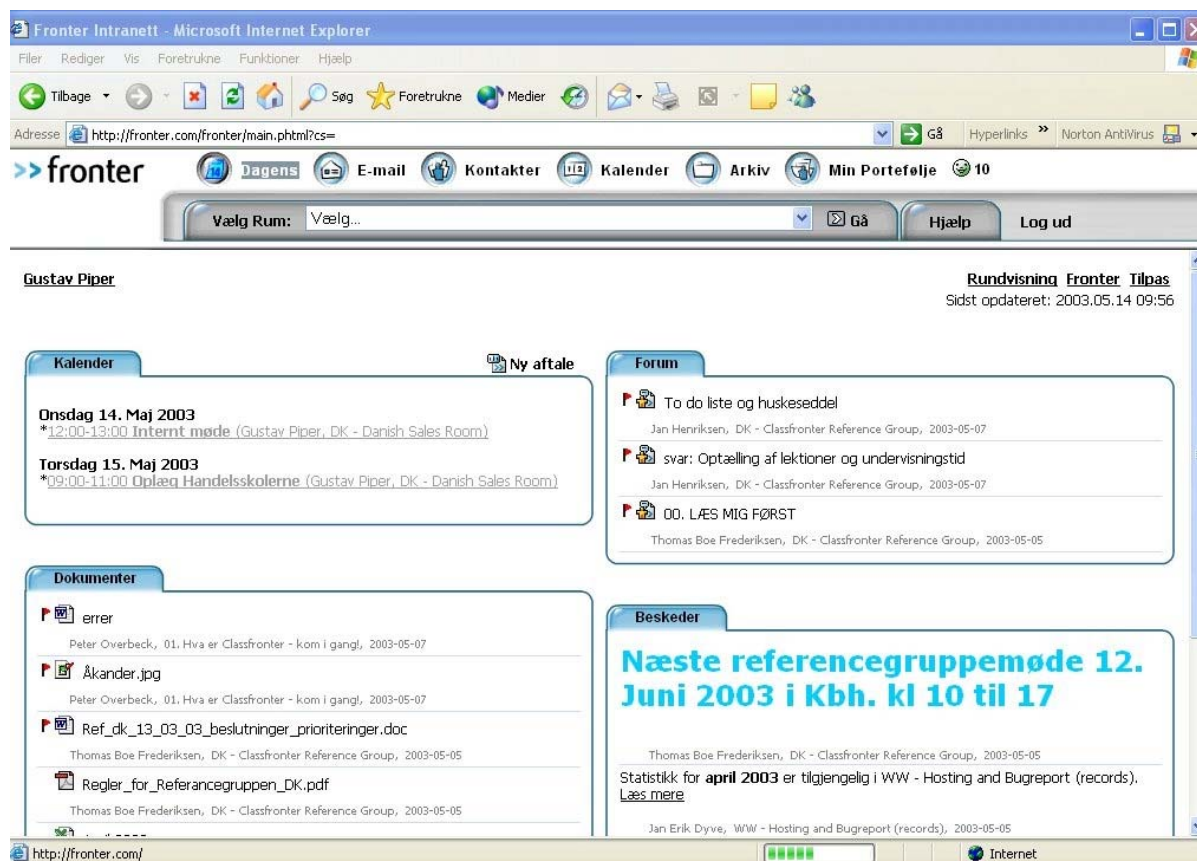 Fronter Intranett - Microsoft Internet Explorer
Filer Rediger Vis Foretrukne Funktioner Hjælp
Tilbage Søg Foretrukne Medier
Adresse http://fronter.com/fronter/main.phtml?cs= Gå Hyperlinks » Norton AntiVirus
>> fronter Dagens E-mail Kontakter Kalender Arkiv Min Portefølje 10
Vælg Rum: Vælg... Gå Hjælp Log ud
Gustav Piper
Rundvisning Fronter Tilpas
Sidst opdateret: 2003.05.14 09:56
Kalender
Ny aftale
Onsdag 14. Maj 2003
*12:00-13:00 Internt møde (Gustav Piper, DK - Danish Sales Room)
Torsdag 15. Maj 2003
*09:00-11:00 Oplæg Handelsskolerne (Gustav Piper, DK - Danish Sales Room)
Dokumenter
errer
Peter Overbeck, 01. Hva er Classfronter - kom i gang!, 2003-05-07
Åkander.jpg
Peter Overbeck, 01. Hva er Classfronter - kom i gang!, 2003-05-07
Ref_dk_13_03_03_beslutninger_prioriteringer.doc
Thomas Boe Frederiksen, DK - Classfronter Reference Group, 2003-05-05
Regler_for_Referancegruppen_DK.pdf
Thomas Boe Frederiksen, DK - Classfronter Reference Group, 2003-05-05
Forum
To do liste og huskeseddel
Jan Henriksen, DK - Classfronter Reference Group, 2003-05-07
svar: Optælling af lektioner og undervisningstid
Jan Henriksen, DK - Classfronter Reference Group, 2003-05-07
00. LÆS MIG FØRST
Thomas Boe Frederiksen, DK - Classfronter Reference Group, 2003-05-05
Beskeder
Næste referencegruppemøde 12.
Juni 2003 i Kbh. kl 10 til 17
Thomas Boe Frederiksen, DK - Classfronter Reference Group, 2003-05-05
Statistikk for april 2003 er tilgjengelig i WW - Hosting and Bugreport (records).
Læs mere
Jan Erik Dyve, WW - Hosting and Bugreport (records), 2003-05-05
http://fronter.com/ Internet